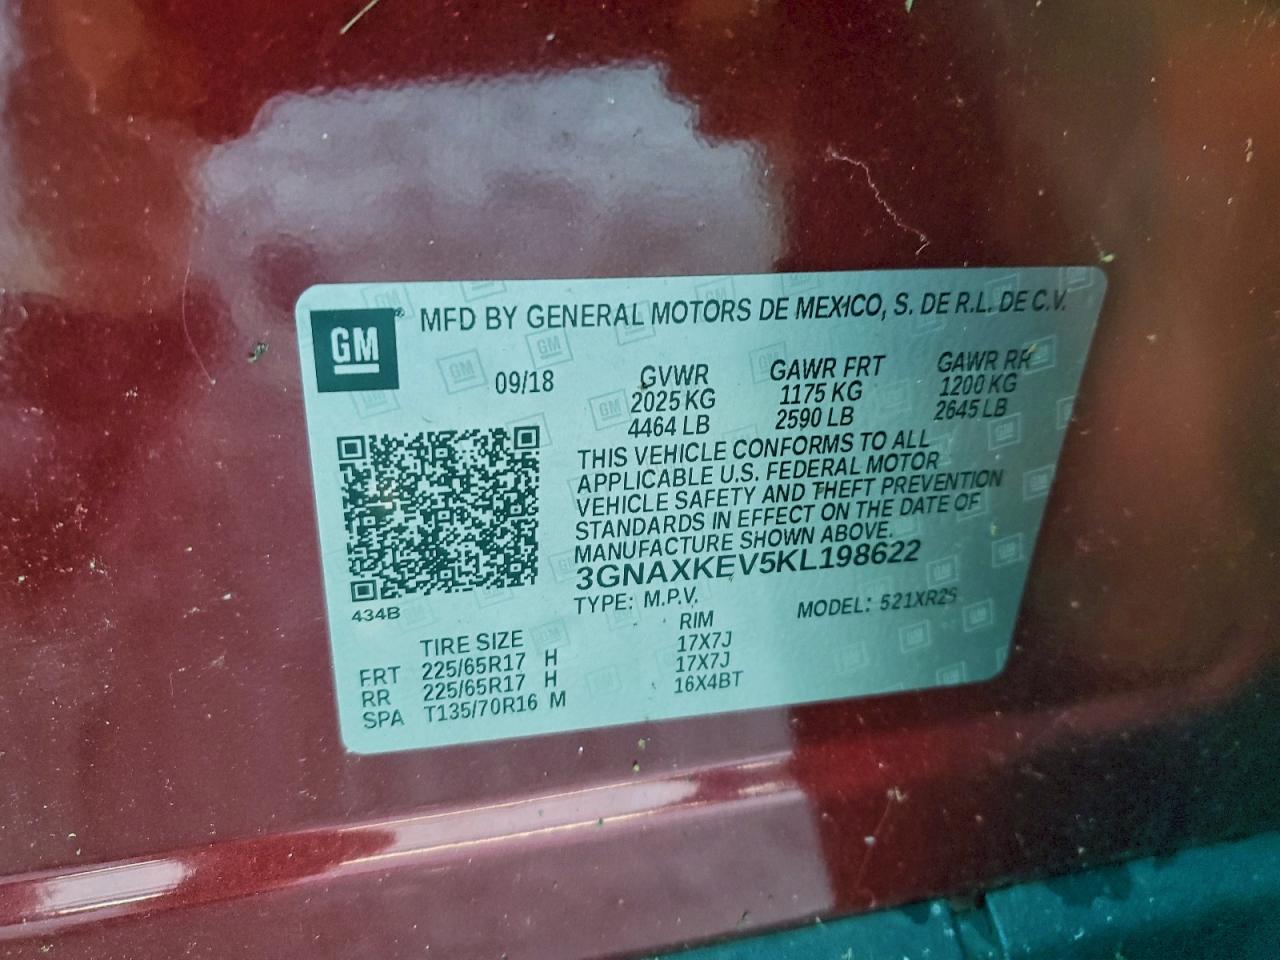 GM
MFD BY GENERAL MOTORS DE MEXICO, S. DE R.L. DE C.V.
09/18
GVWR GAWR FRT GAWR RR
2025 KG 1175 KG 1200 KG
4464 LB 2590 LB 2645 LB
THIS VEHICLE CONFORMS TO ALL
APPLICABLE U.S. FEDERAL MOTOR
VEHICLE SAFETY AND THEFT PREVENTION
STANDARDS IN EFFECT ON THE DATE OF
MANUFACTURE SHOWN ABOVE.
3GNAXKEV5KL198622
434B
TYPE: M.P.V. MODEL: 521XR2S
TIRE SIZE RIM
FRT 225/65R17 H 17X7J
RR 225/65R17 H 17X7J
SPA T135/70R16 M 16X4BT